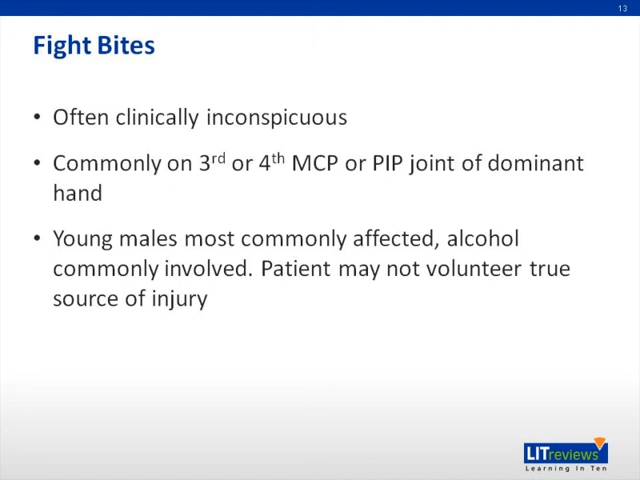 13
Fight Bites
• Often clinically inconspicuous
• Commonly on 3rd or 4th MCP or PIP joint of dominant
hand
• Young males most commonly affected, alcohol
commonly involved. Patient may not volunteer true
source of injury
LITreviews
Learning In Ten